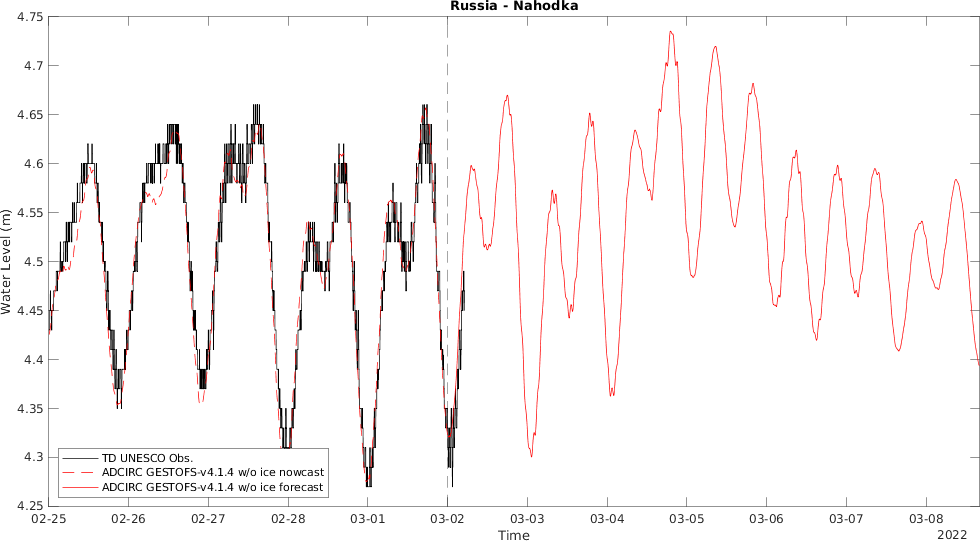 Russia - Nahodka
4.75
4.7
4.65
4.6
4.55
4.5
4.45
4.4
4.35
4.3
4.25
Water Level (m)
TD UNESCO Obs.
ADCIRC GESTOFS-v4.1.4 w/o ice nowcast
ADCIRC GESTOFS-v4.1.4 w/o ice forecast
02-25 02-26 02-27 02-28 03-01 03-02 03-03 03-04 03-05 03-06 03-07 03-08
Time
2022